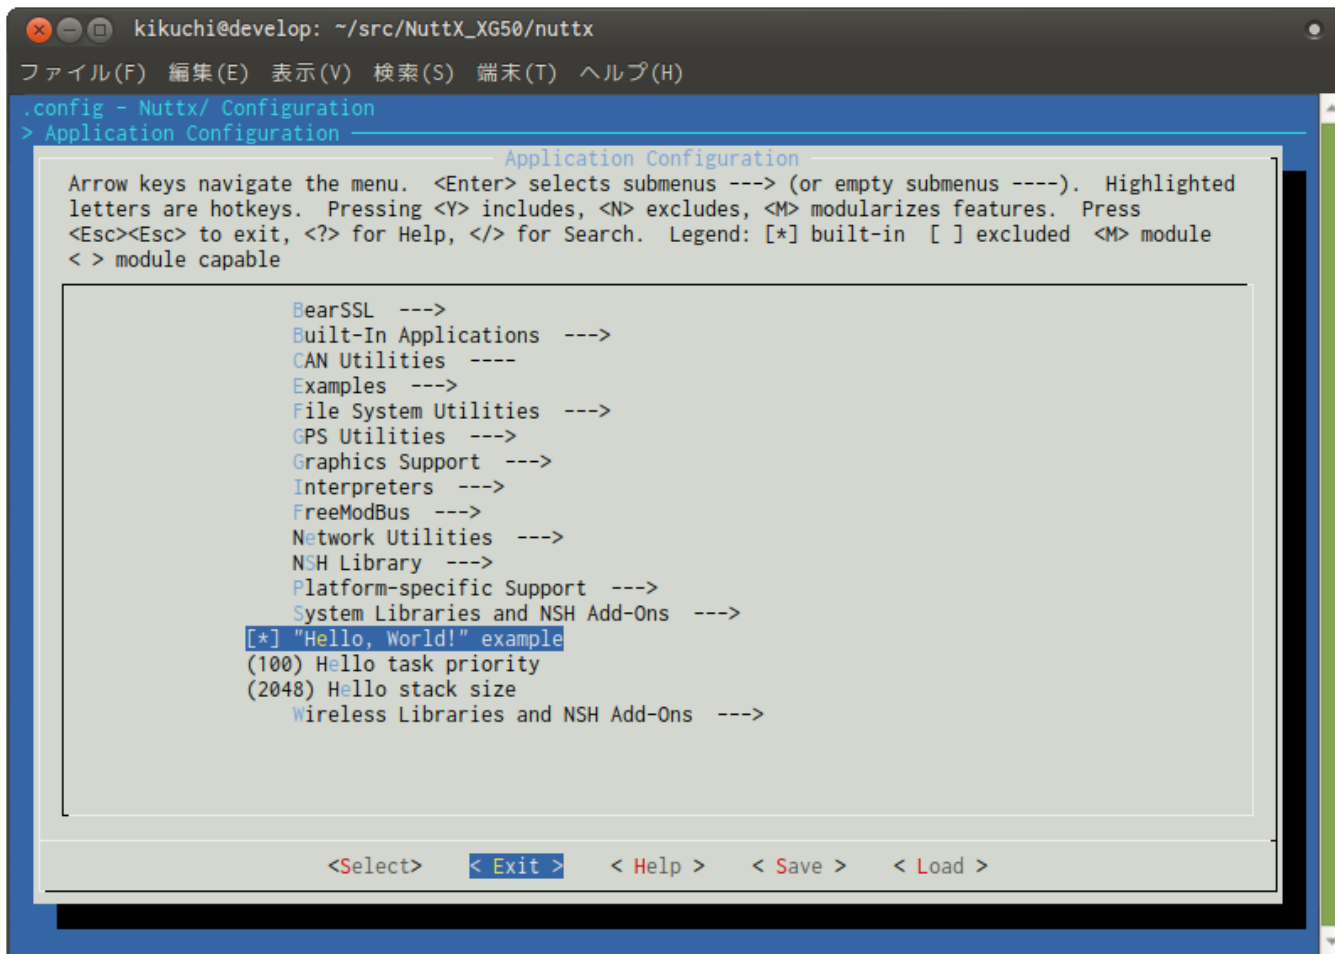 kikuchi@develop: ~/src/NuttX_XG50/nuttx
ファイル(F) 編集(E) 表示(V) 検索(S) 端末(T) ヘルプ(H)
.config - Nuttx/ Configuration
> Application Configuration
Application Configuration
Arrow keys navigate the menu.  <Enter> selects submenus ---> (or empty submenus ----).  Highlighted
letters are hotkeys.  Pressing <Y> includes, <N> excludes, <M> modularizes features.  Press
<Esc><Esc> to exit, <?> for Help, </> for Search.  Legend: [*] built-in  [ ] excluded  <M> module
< > module capable
BearSSL  --->
Built-In Applications  --->
CAN Utilities  ----
Examples  --->
File System Utilities  --->
GPS Utilities  --->
Graphics Support  --->
Interpreters  --->
FreeModBus  --->
Network Utilities  --->
NSH Library  --->
Platform-specific Support  --->
System Libraries and NSH Add-Ons  --->
[*] "Hello, World!" example
(100) Hello task priority
(2048) Hello stack size
Wireless Libraries and NSH Add-Ons  --->
<Select>    < Exit >    < Help >    < Save >    < Load >